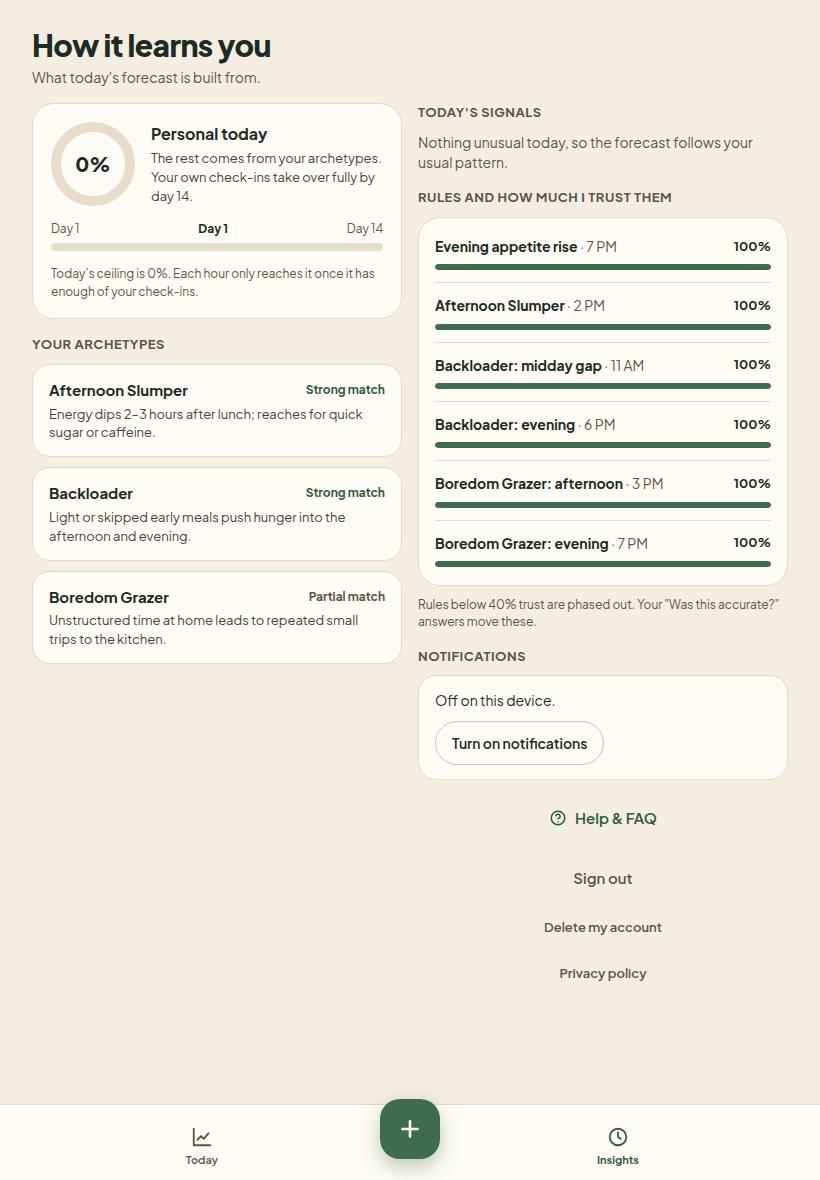 How it learns you
What today's forecast is built from.
0%
Personal today
The rest comes from your archetypes.
Your own check-ins take over fully by
day 14.
Day 1 Day 1 Day 14
Today's ceiling is 0%. Each hour only reaches it once it has
enough of your check-ins.
YOUR ARCHETYPES
Afternoon Slumper Strong match
Energy dips 2–3 hours after lunch; reaches for quick
sugar or caffeine.
Backloader Strong match
Light or skipped early meals push hunger into the
afternoon and evening.
Boredom Grazer Partial match
Unstructured time at home leads to repeated small
trips to the kitchen.
TODAY'S SIGNALS
Nothing unusual today, so the forecast follows your
usual pattern.
RULES AND HOW MUCH I TRUST THEM
Evening appetite rise · 7 PM 100%
Afternoon Slumper · 2 PM 100%
Backloader: midday gap · 11 AM 100%
Backloader: evening · 6 PM 100%
Boredom Grazer: afternoon · 3 PM 100%
Boredom Grazer: evening · 7 PM 100%
Rules below 40% trust are phased out. Your "Was this accurate?"
answers move these.
NOTIFICATIONS
Off on this device.
Turn on notifications
Help & FAQ
Sign out
Delete my account
Privacy policy
Today
Insights